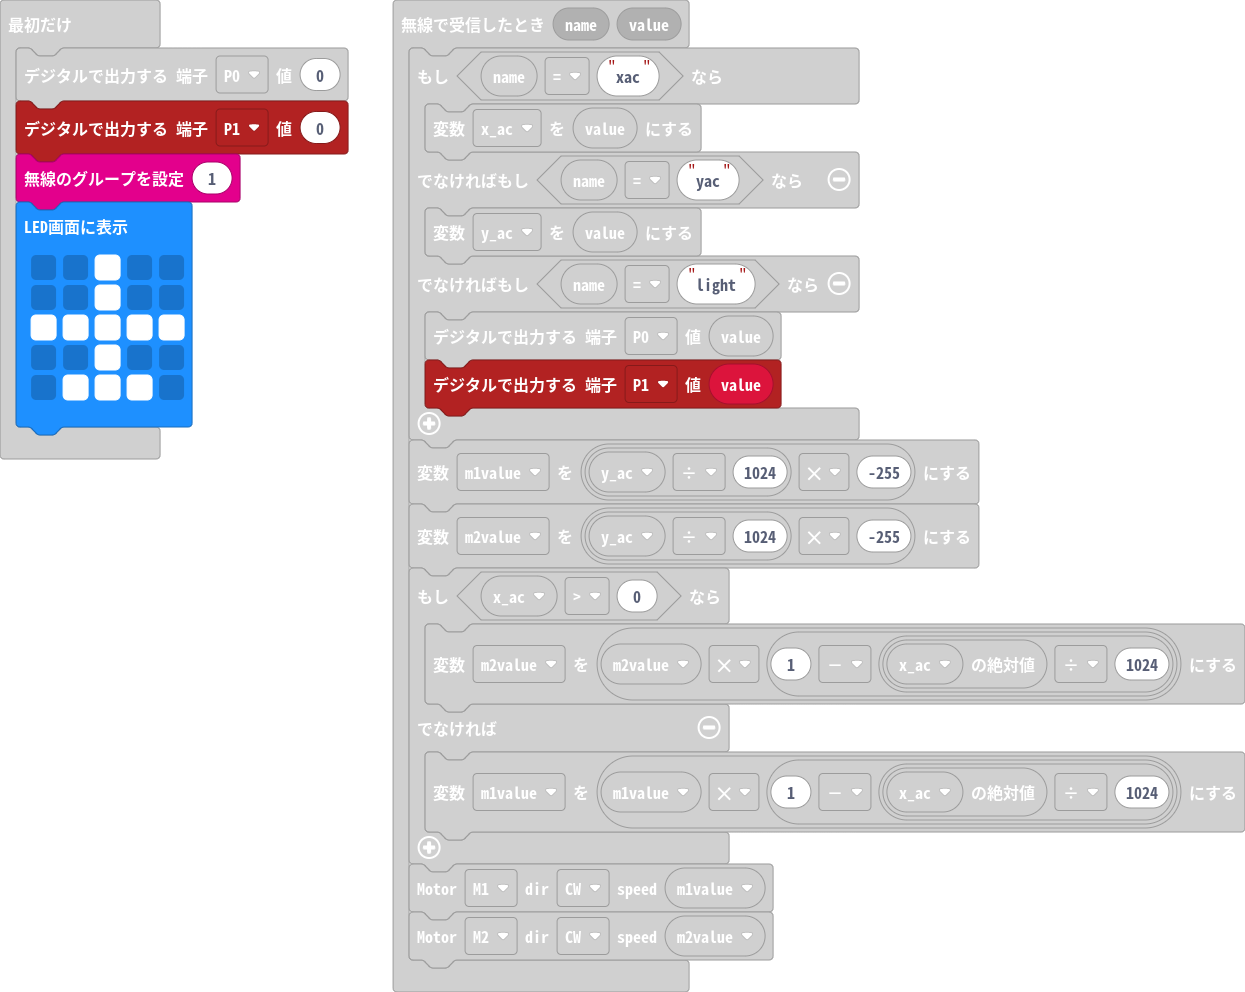 最初だけ
デジタルで出力する 端子 P0 値 0
デジタルで出力する 端子 P1 値 0
無線のグループを設定 1
LED画面に表示
無線で受信したとき name value
もし name = "xac" なら
変数 x_ac を value にする
でなければもし name = "yac" なら
変数 y_ac を value にする
でなければもし name = "light" なら
デジタルで出力する 端子 P0 値 value
デジタルで出力する 端子 P1 値 value
変数 m1value を y_ac ÷ 1024 × -255 にする
変数 m2value を y_ac ÷ 1024 × -255 にする
もし x_ac > 0 なら
変数 m2value を m2value × 1 - x_ac の絶対値 ÷ 1024 にする
でなければ
変数 m1value を m1value × 1 - x_ac の絶対値 ÷ 1024 にする
Motor M1 dir CW speed m1value
Motor M2 dir CW speed m2value